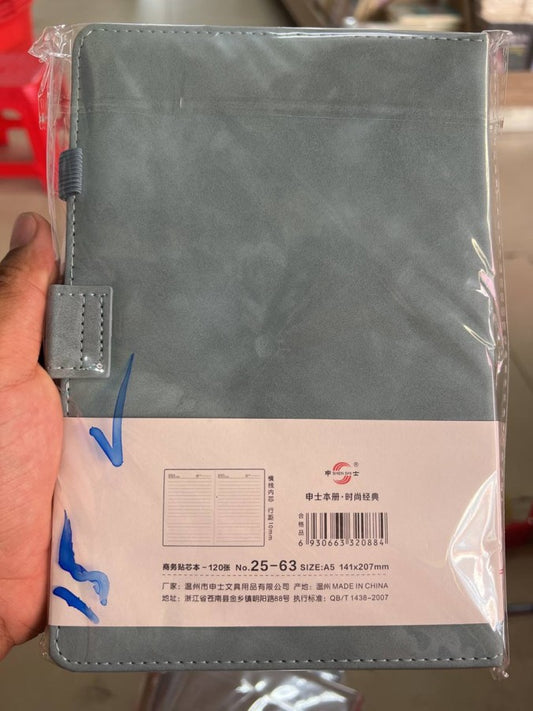 申 SHEN SHI 士 ®
申士本册·时尚经典
横线内芯 行距10mm
合格品
6 930663 320884
商务贴芯本-120张 No.25-63 SIZE:A5 141x207mm
厂家：温州市申士文具用品有限公司 产地：温州 MADE IN CHINA
地址：浙江省苍南县金乡镇朝阳路88号 执行标准：QB/T 1438-2007